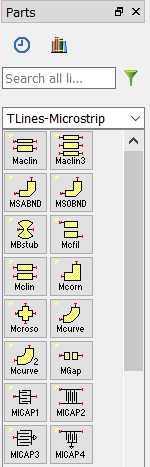 Parts
Search all li...
TLines-Microstrip
Maclin Maclin3
MSABND MSOBND
MBstub Mcfil
Mclin Mcorn
Mcroso Mcurve
Mcurve2 MGap
MICAP1 MICAP2
MICAP3 MICAP4